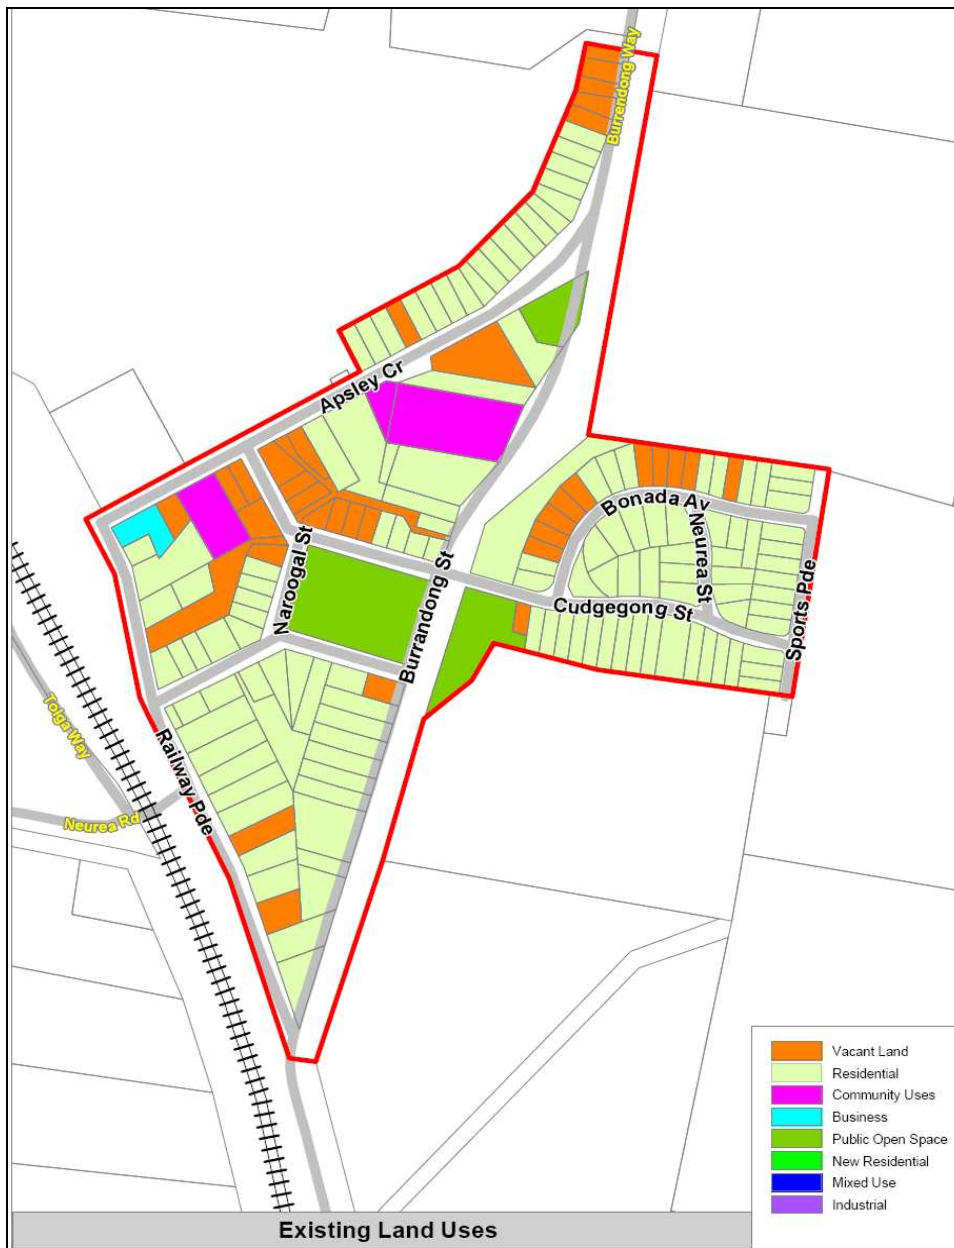 Burrendong Way
Apsley Cr
Bonada Av
Neurea St
Naroogal St
Burrandong St
Cudgegong St
Sports Pde
Tolga Way
Railway Pde
Neurea Rd
Vacant Land
Residential
Community Uses
Business
Public Open Space
New Residential
Mixed Use
Industrial
Existing Land Uses